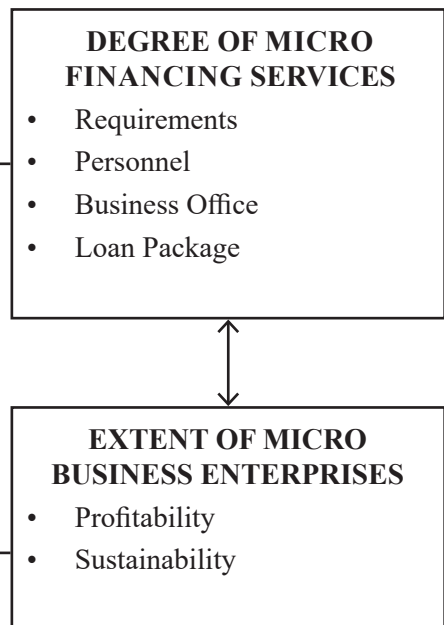 DEGREE OF MICRO
FINANCING SERVICES
• Requirements
• Personnel
• Business Office
• Loan Package
EXTENT OF MICRO
BUSINESS ENTERPRISES
• Profitability
• Sustainability